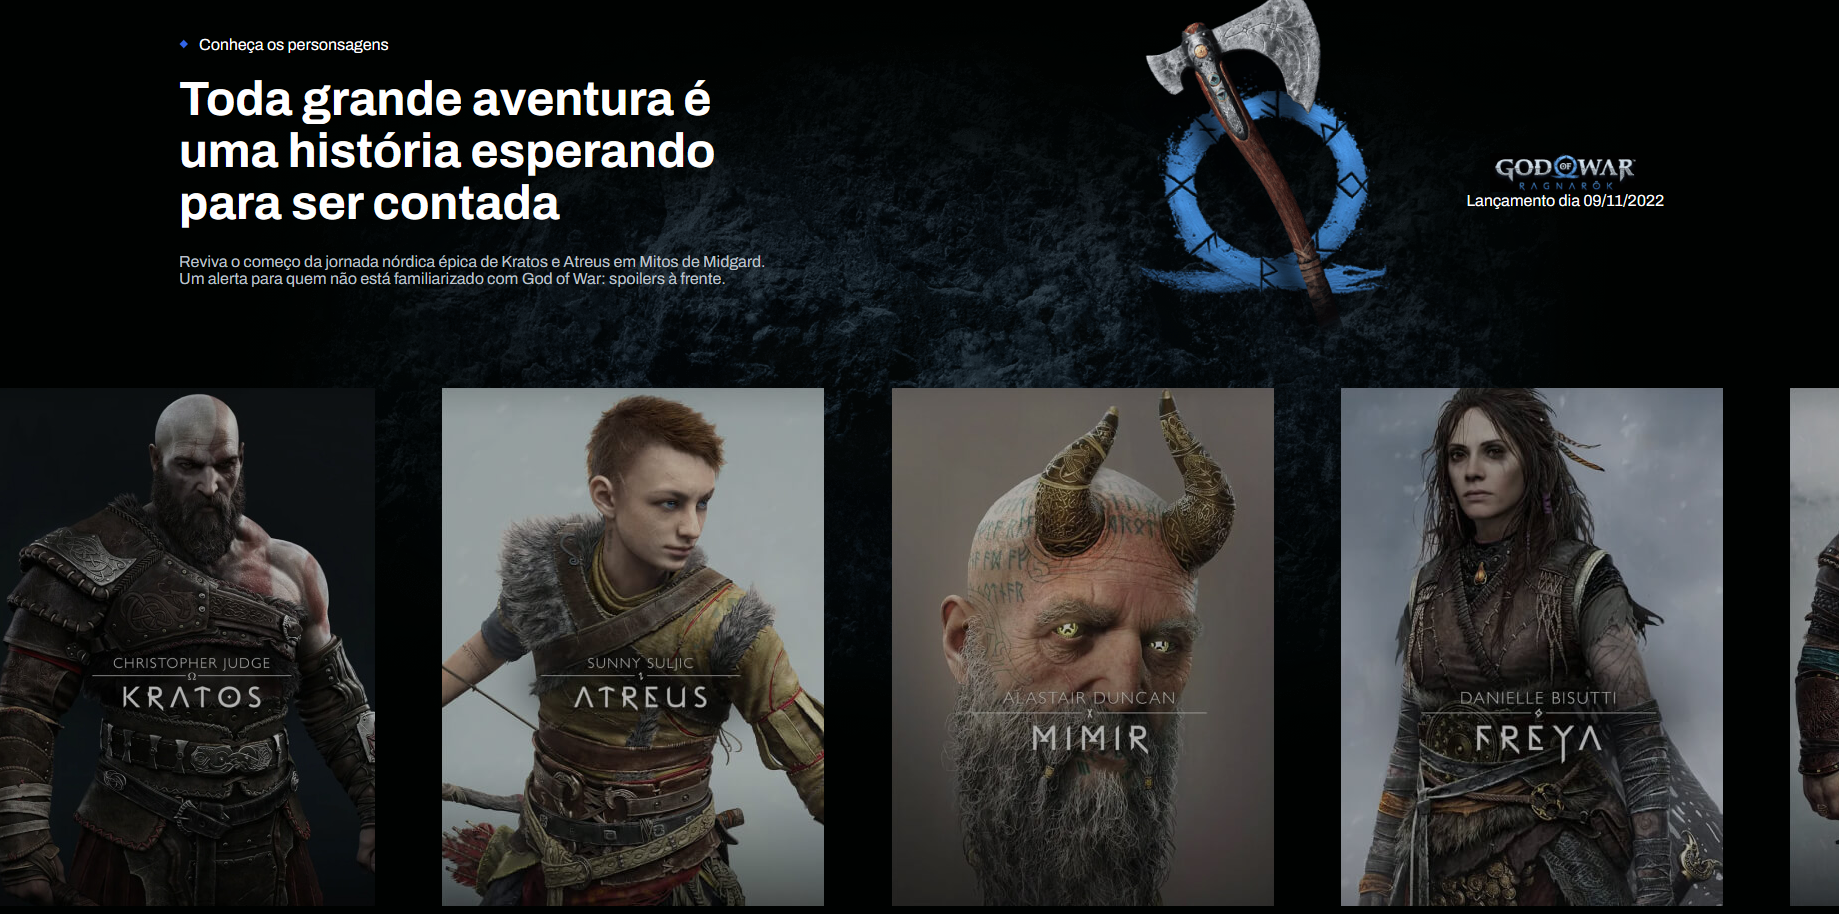 Conheça os personagens
Toda grande aventura é
uma história esperando
para ser contada
Reviva o começo da jornada nórdica épica de Kratos e Atreus em Mitos de Midgard.
Um alerta para quem não está familiarizado com God of War: spoilers à frente.
GOD OF WAR
RAGNARÖK
Lançamento dia 09/11/2022
CHRISTOPHER JUDGE
KRATOS
SUNNY SULJIC
ATREUS
ALASTAIR DUNCAN
MIMIR
DANIELLE BISUTTI
FREYA